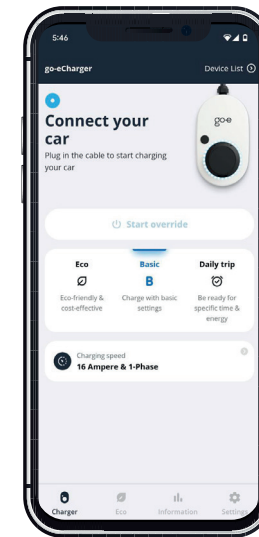 5:46
go-eCharger Device List
Connect your
car
Plug in the cable to start charging
your car
go-e
Start override
Eco Basic Daily trip
B
Eco-friendly & Charge with basic Be ready for
cost-effective settings specific time &
energy
Charging speed
16 Ampere & 1-Phase
Charger Eco Information Settings